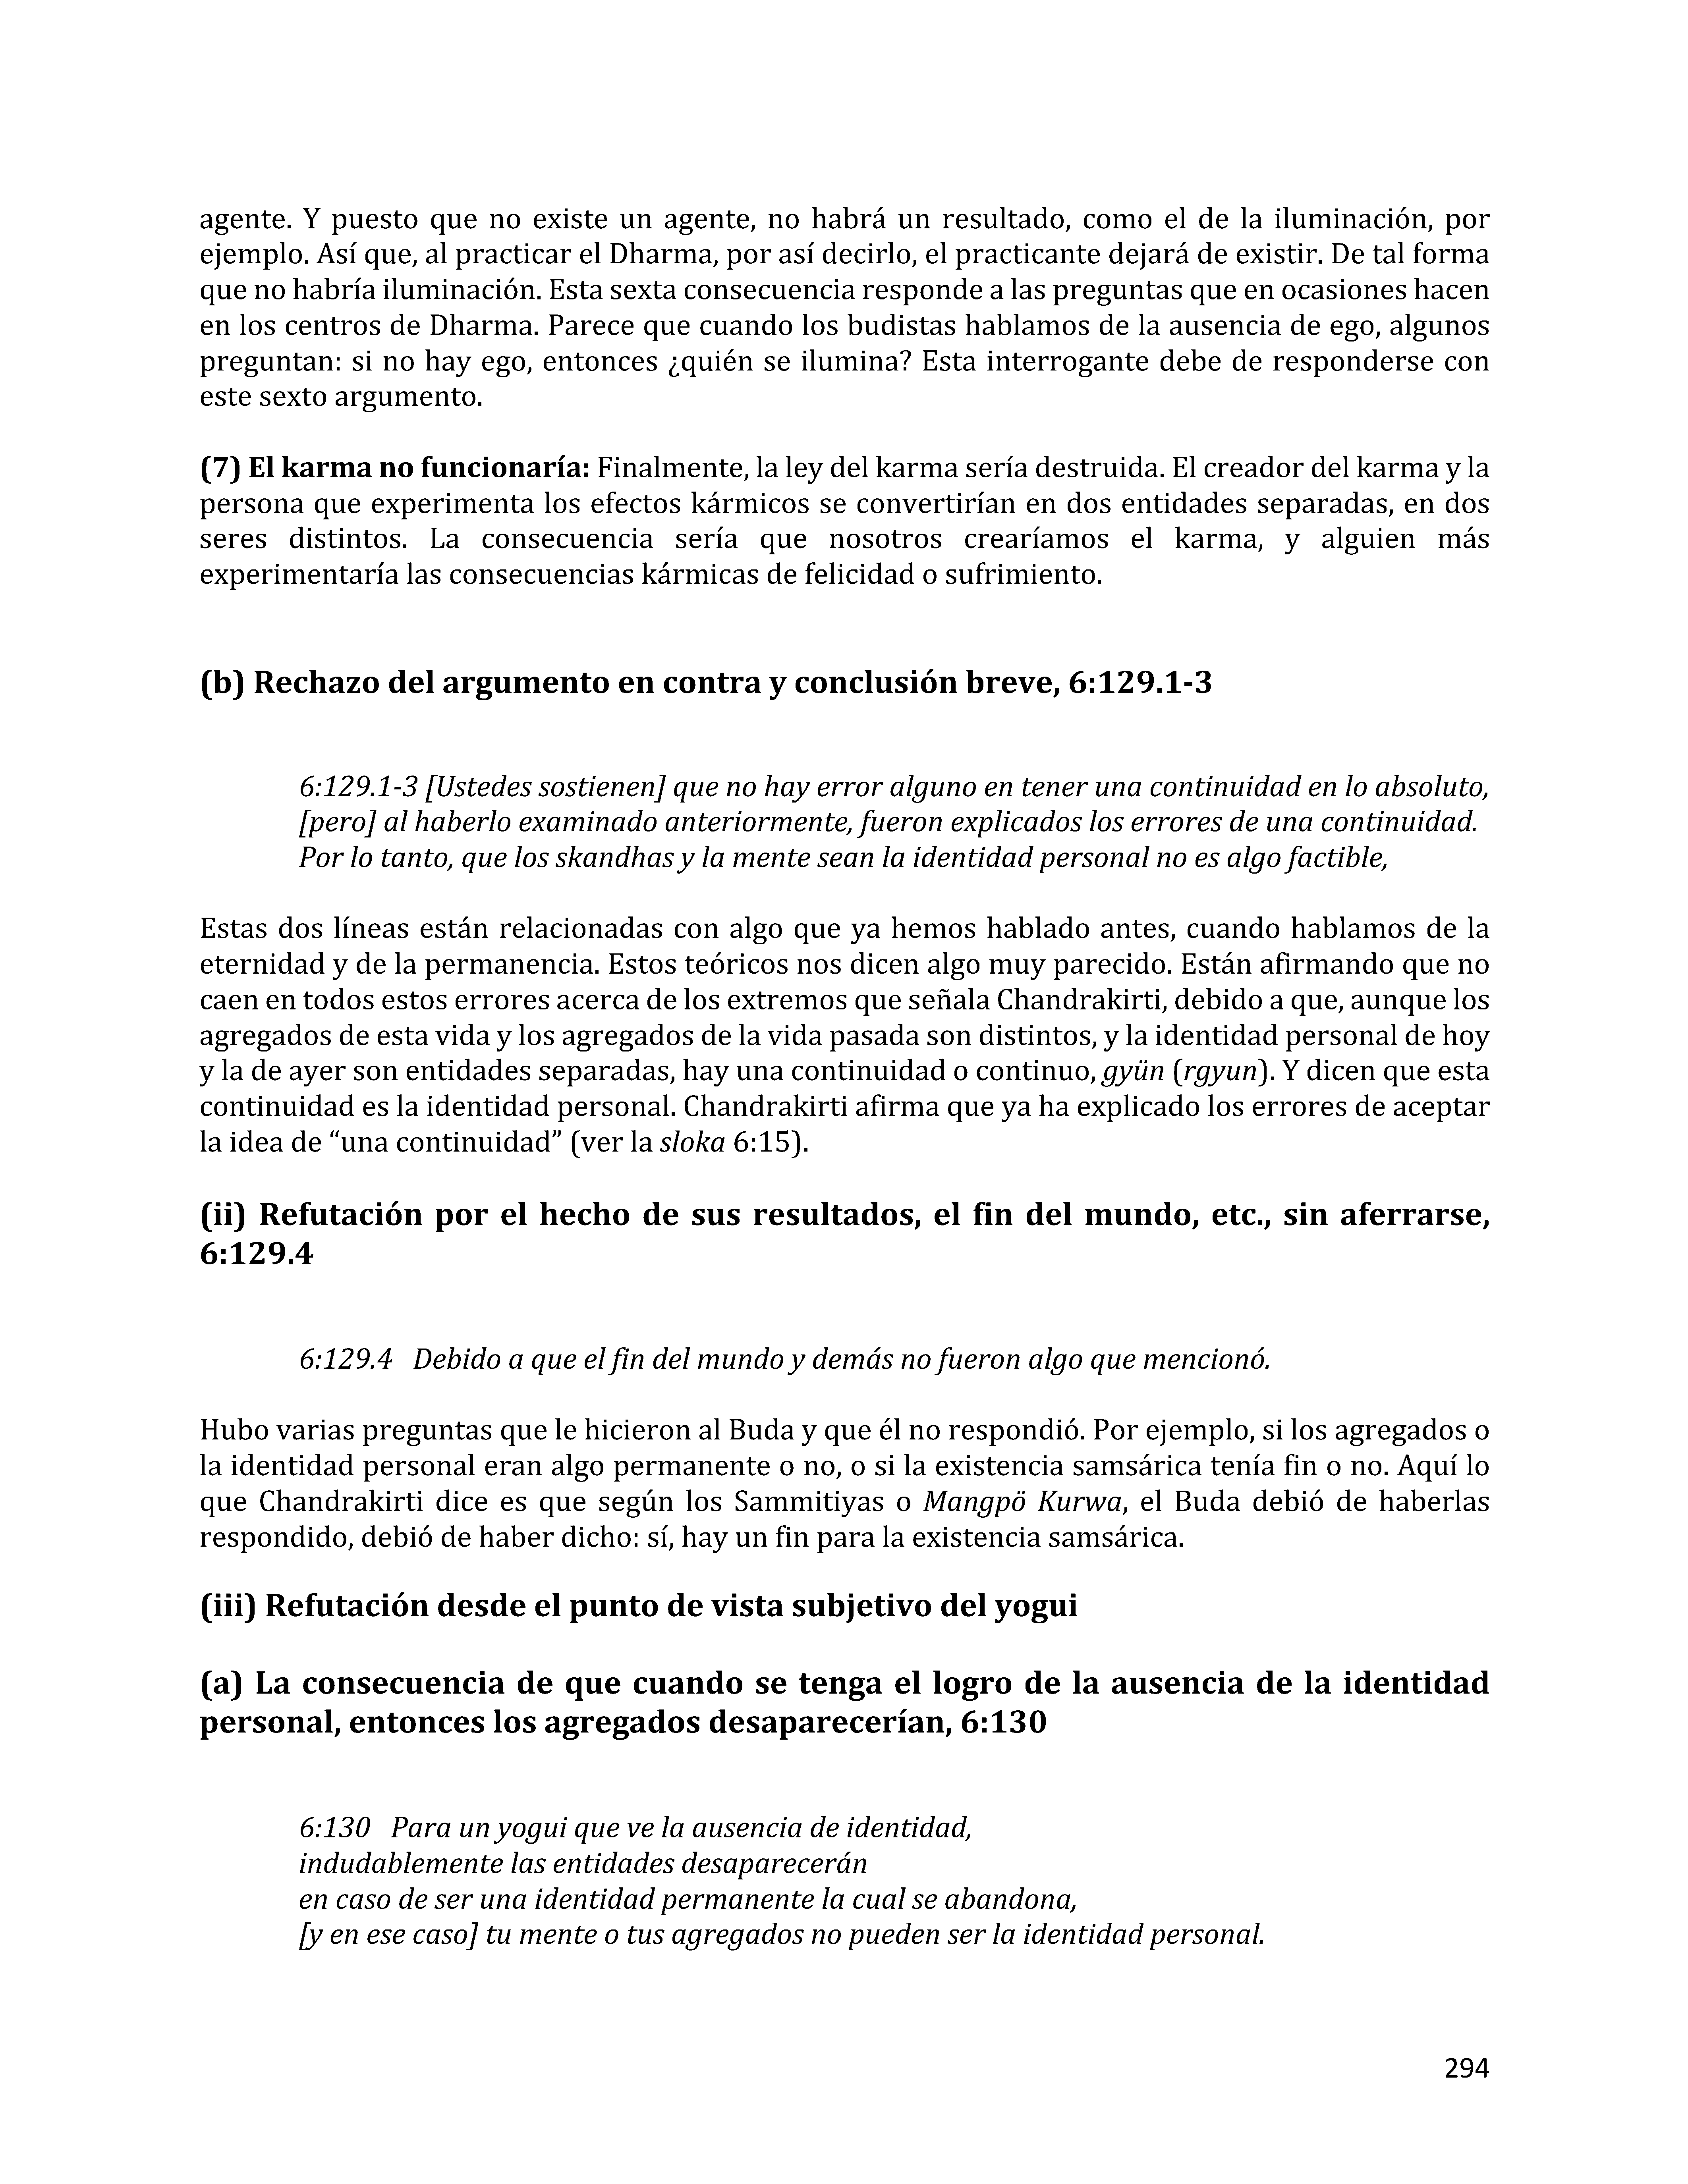 agente. Y puesto que no existe un agente, no habrá un resultado, como el de la iluminación, por
ejemplo. Así que, al practicar el Dharma, por así decirlo, el practicante dejará de existir. De tal forma
que no habría iluminación. Esta sexta consecuencia responde a las preguntas que en ocasiones hacen
en los centros de Dharma. Parece que cuando los budistas hablamos de la ausencia de ego, algunos
preguntan: si no hay ego, entonces ¿quién se ilumina? Esta interrogante debe de responderse con
este sexto argumento.
(7) El karma no funcionaría: Finalmente, la ley del karma sería destruida. El creador del karma y la
persona que experimenta los efectos kármicos se convertirían en dos entidades separadas, en dos
seres distintos. La consecuencia sería que nosotros crearíamos el karma, y alguien más
experimentaría las consecuencias kármicas de felicidad o sufrimiento.
(b) Rechazo del argumento en contra y conclusión breve, 6:129.1-3
6:129.1-3 [Ustedes sostienen] que no hay error alguno en tener una continuidad en lo absoluto,
[pero] al haberlo examinado anteriormente, fueron explicados los errores de una continuidad.
Por lo tanto, que los skandhas y la mente sean la identidad personal no es algo factible,
Estas dos líneas están relacionadas con algo que ya hemos hablado antes, cuando hablamos de la
eternidad y de la permanencia. Estos teóricos nos dicen algo muy parecido. Están afirmando que no
caen en todos estos errores acerca de los extremos que señala Chandrakirti, debido a que, aunque los
agregados de esta vida y los agregados de la vida pasada son distintos, y la identidad personal de hoy
y la de ayer son entidades separadas, hay una continuidad o continuo, gyün (rgyun). Y dicen que esta
continuidad es la identidad personal. Chandrakirti afirma que ya ha explicado los errores de aceptar
la idea de “una continuidad” (ver la sloka 6:15).
(ii) Refutación por el hecho de sus resultados, el fin del mundo, etc., sin aferrarse,
6:129.4
6:129.4 Debido a que el fin del mundo y demás no fueron algo que mencionó.
Hubo varias preguntas que le hicieron al Buda y que él no respondió. Por ejemplo, si los agregados o
la identidad personal eran algo permanente o no, o si la existencia samsárica tenía fin o no. Aquí lo
que Chandrakirti dice es que según los Sammitiyas o Mangpö Kurwa, el Buda debió de haberlas
respondido, debió de haber dicho: sí, hay un fin para la existencia samsárica.
(iii) Refutación desde el punto de vista subjetivo del yogui
(a) La consecuencia de que cuando se tenga el logro de la ausencia de la identidad
personal, entonces los agregados desaparecerían, 6:130
6:130 Para un yogui que ve la ausencia de identidad,
indudablemente las entidades desaparecerán
en caso de ser una identidad permanente la cual se abandona,
[y en ese caso] tu mente o tus agregados no pueden ser la identidad personal.
294